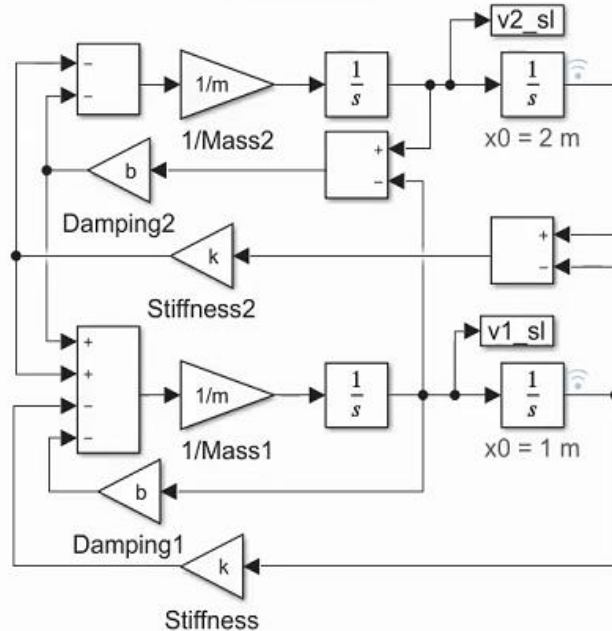 v2_sl
−
−
1/m
1
s
1
s
1/Mass2
x0 = 2 m
+
−
b
Damping2
+
−
k
Stiffness2
v1_sl
+
+
−
−
1/m
1
s
1
s
1/Mass1
x0 = 1 m
b
Damping1
k
Stiffness